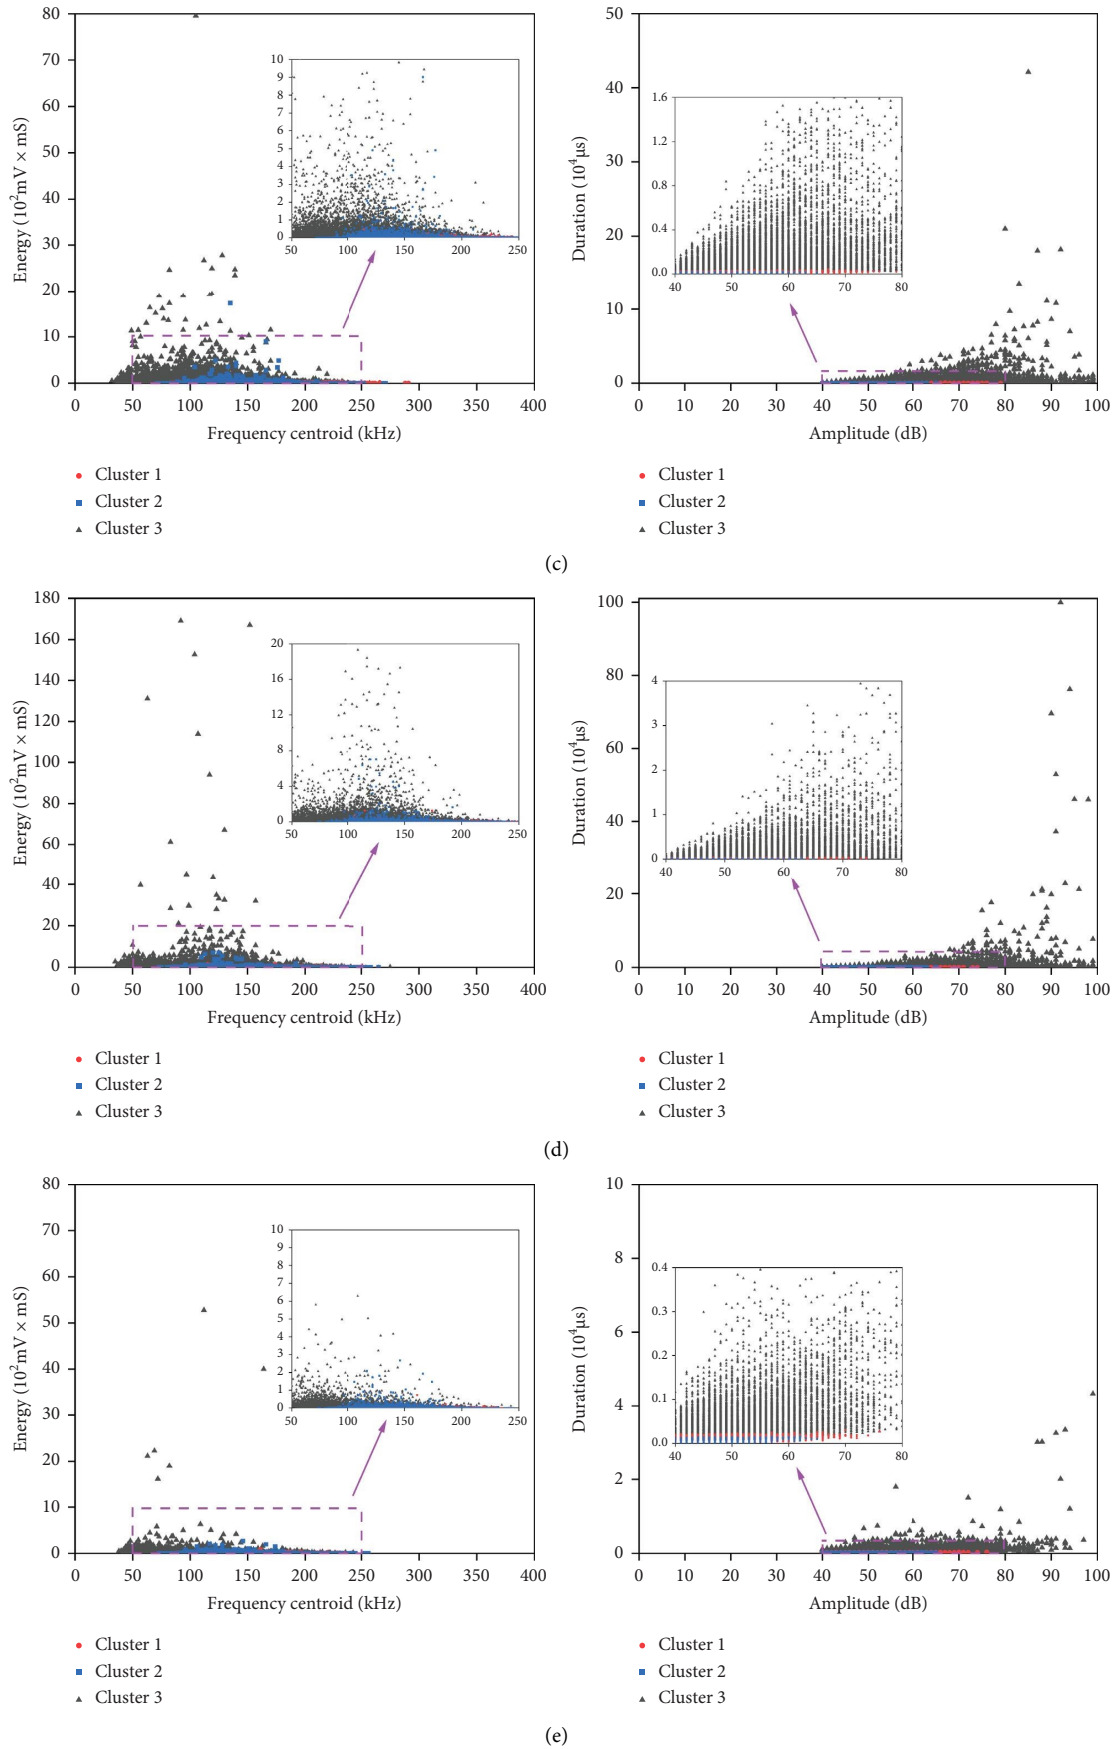 80
70
60
50
40
30
20
10
0
Energy (10²mV × mS)
0 50 100 150 200 250 300 350 400
Frequency centroid (kHz)
10
9
8
7
6
5
4
3
2
1
0
50 100 150 200 250
Cluster 1
Cluster 2
Cluster 3
50
40
30
20
10
0
Duration (10⁴μs)
0 10 20 30 40 50 60 70 80 90 100
Amplitude (dB)
1.6
1.2
0.8
0.4
0.0
40 50 60 70 80
Cluster 1
Cluster 2
Cluster 3
(c)
180
160
140
120
100
80
60
40
20
0
Energy (10²mV × mS)
0 50 100 150 200 250 300 350 400
Frequency centroid (kHz)
20
16
12
8
4
0
50 100 150 200 250
Cluster 1
Cluster 2
Cluster 3
100
80
60
40
20
0
Duration (10⁴μs)
0 10 20 30 40 50 60 70 80 90 100
Amplitude (dB)
4
3
2
1
0
40 50 60 70 80
Cluster 1
Cluster 2
Cluster 3
(d)
80
70
60
50
40
30
20
10
0
Energy (10²mV × mS)
0 50 100 150 200 250 300 350 400
Frequency centroid (kHz)
10
9
8
7
6
5
4
3
2
1
0
50 100 150 200 250
Cluster 1
Cluster 2
Cluster 3
10
8
6
4
2
0
Duration (10⁴μs)
0 10 20 30 40 50 60 70 80 90 100
Amplitude (dB)
0.4
0.3
0.2
0.1
0.0
40 50 60 70 80
Cluster 1
Cluster 2
Cluster 3
(e)